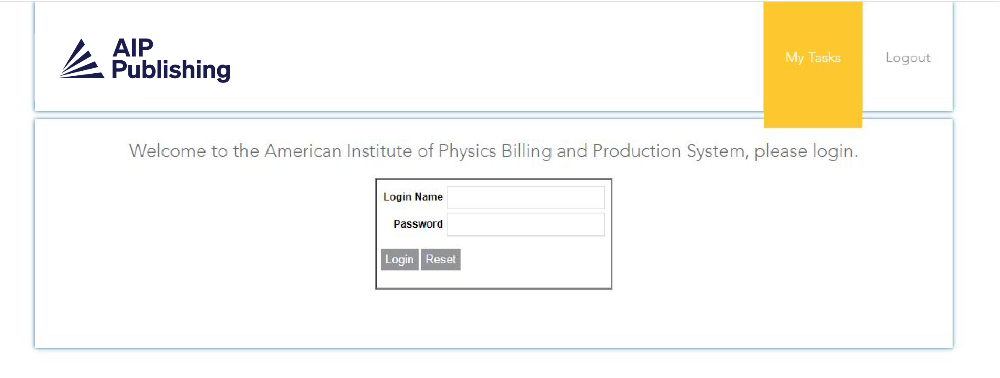 AIP
Publishing
My Tasks
Logout
Welcome to the American Institute of Physics Billing and Production System, please login.
Login Name
Password
Login Reset